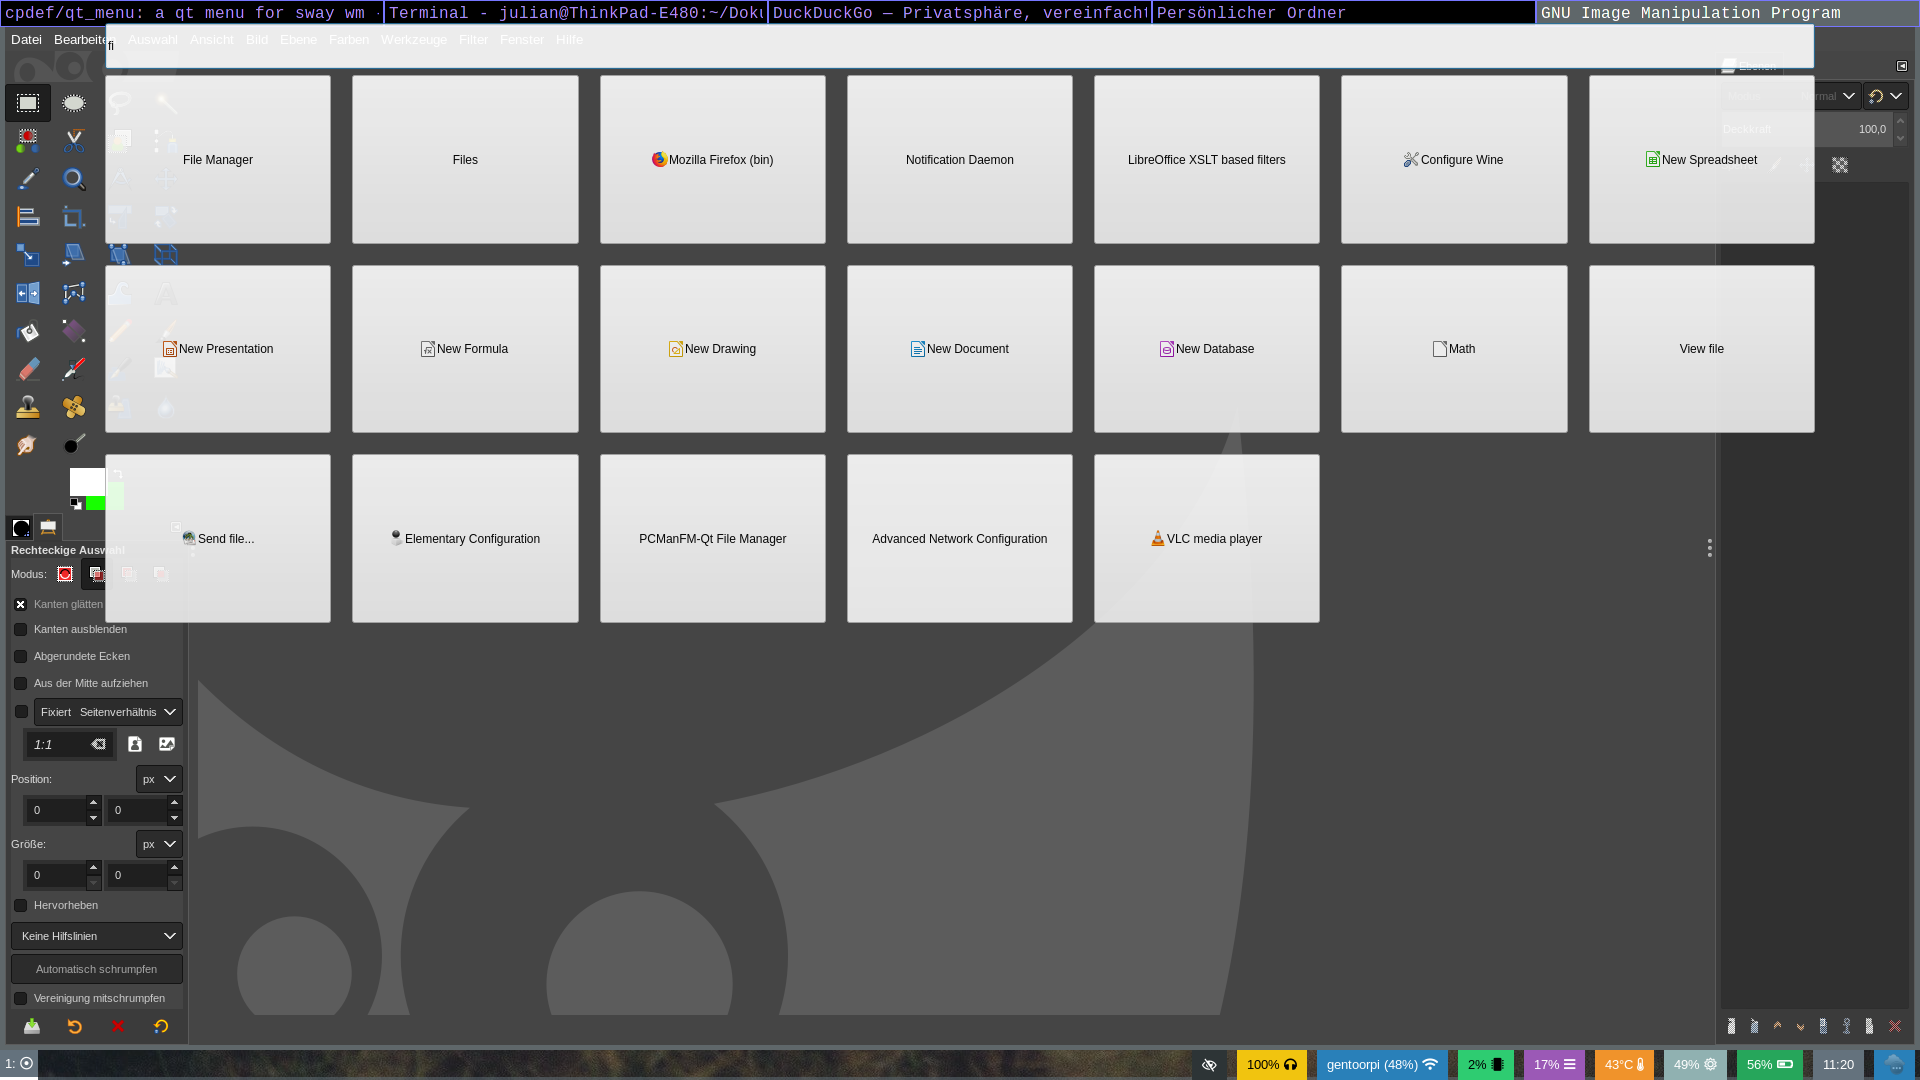 cpdef/qt_menu: a qt menu for sway wm -
Terminal - julian@ThinkPad-E480:~/Doku
DuckDuckGo — Privatsphäre, vereinfacht
Persönlicher Ordner
GNU Image Manipulation Program
Datei Bearbeiten Auswahl Ansicht Bild Ebene Farben Werkzeuge Filter Fenster Hilfe
fi
Ebenen
Normal
Deckkraft 100,0
File Manager
Files
Mozilla Firefox (bin)
Notification Daemon
LibreOffice XSLT based filters
Configure Wine
New Spreadsheet
New Presentation
New Formula
New Drawing
New Document
New Database
Math
View file
Send file...
Elementary Configuration
PCManFM-Qt File Manager
Advanced Network Configuration
VLC media player
Rechteckige Auswahl
Modus:
Kanten glätten
Kanten ausblenden
Abgerundete Ecken
Aus der Mitte aufziehen
Fixiert Seitenverhältnis
1:1
Position: px
0 0
Größe: px
0 0
Hervorheben
Keine Hilfslinien
Automatisch schrumpfen
Vereinigung mitschrumpfen
1:
100%
gentoorpi (48%)
2%
17%
43°C
49%
56%
11:20